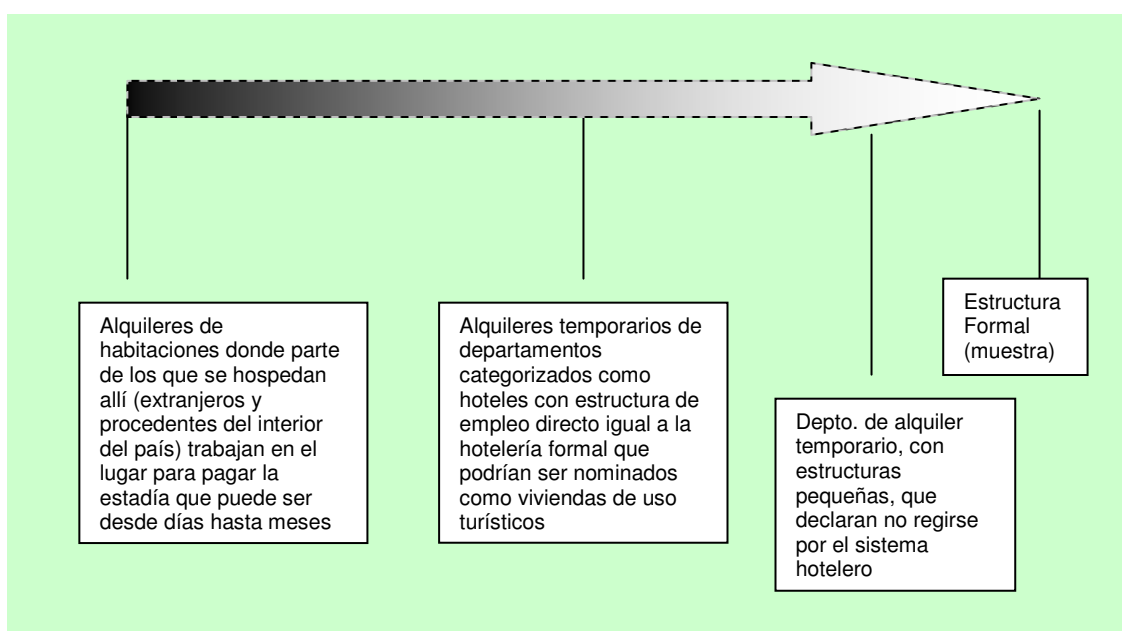 Alquileres de
habitaciones donde parte
de los que se hospedan
allí (extranjeros y
procedentes del interior
del país) trabajan en el
lugar para pagar la
estadía que puede ser
desde días hasta meses
Alquileres temporarios de
departamentos
categorizados como
hoteles con estructura de
empleo directo igual a la
hotelería formal que
podrían ser nominados
como viviendas de uso
turísticos
Depto. de alquiler
temporario, con
estructuras
pequeñas, que
declaran no regirse
por el sistema
hotelero
Estructura
Formal
(muestra)